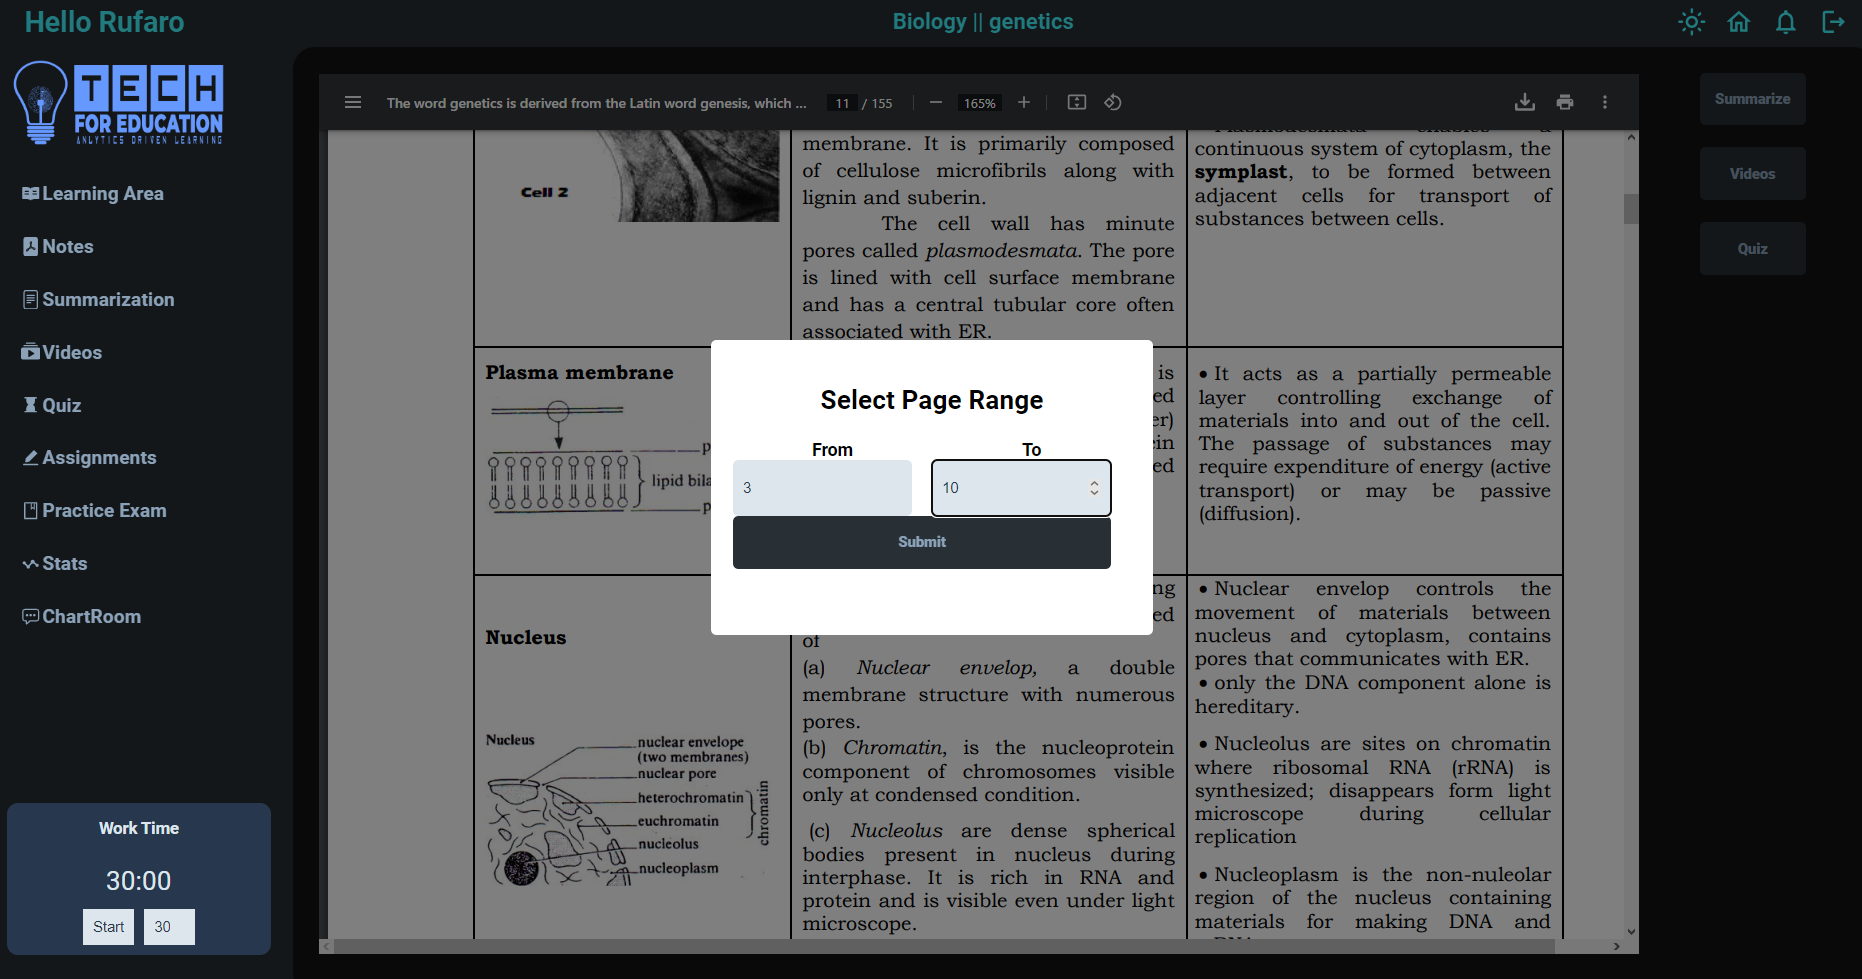 Hello Rufaro
Biology || genetics
TECH
FOR EDUCATION
ANLYTICS DRIVEN LEARNING
Learning Area
Notes
Summarization
Videos
Quiz
Assignments
Practice Exam
Stats
ChartRoom
Work Time
30:00
Start
30
The word genetics is derived from the Latin word genesis, which ...
11 / 155
165%
Summarize
Videos
Quiz
Cell 2
membrane. It is primarily composed
of cellulose microfibrils along with
lignin and suberin.
The cell wall has minute
pores called plasmodesmata. The pore
is lined with cell surface membrane
and has a central tubular core often
associated with ER.
continuous system of cytoplasm, the
symplast, to be formed between
adjacent cells for transport of
substances between cells.
Plasma membrane
lipid bila
is
ed
er)
in
ed
• It acts as a partially permeable
layer controlling exchange of
materials into and out of the cell.
The passage of substances may
require expenditure of energy (active
transport) or may be passive
(diffusion).
Select Page Range
From
To
3
10
Submit
Nucleus
Nucleus
nuclear envelope
(two membranes)
nuclear pore
heterochromatin
euchromatin
chromatin
nucleolus
nucleoplasm
ng
ed
of
(a) Nuclear envelop, a double
membrane structure with numerous
pores.
(b) Chromatin, is the nucleoprotein
component of chromosomes visible
only at condensed condition.
(c) Nucleolus are dense spherical
bodies present in nucleus during
interphase. It is rich in RNA and
protein and is visible even under light
microscope.
• Nuclear envelop controls the
movement of materials between
nucleus and cytoplasm, contains
pores that communicates with ER.
• only the DNA component alone is
hereditary.
• Nucleolus are sites on chromatin
where ribosomal RNA (rRNA) is
synthesized; disappears form light
microscope during cellular
replication
• Nucleoplasm is the non-nuleolar
region of the nucleus containing
materials for making DNA and